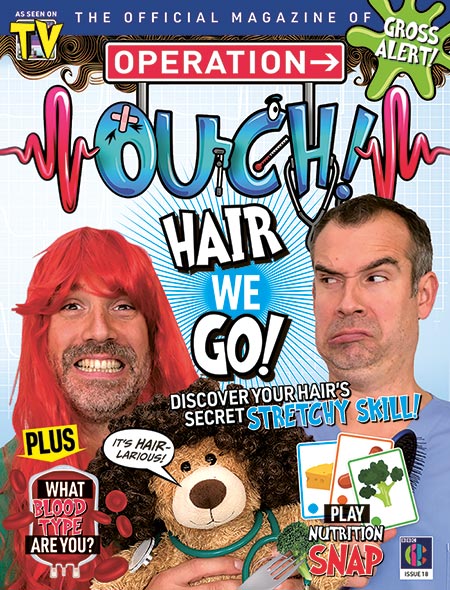 AS SEEN ON
TV
THE OFFICIAL MAGAZINE OF
GROSS
ALERT!
OPERATION→
OUCH!
HAIR
WE
GO!
DISCOVER YOUR HAIR'S
SECRET STRETCHY SKILL!
PLUS
IT'S HAIR-
LARIOUS!
WHAT
BLOOD
TYPE
ARE YOU?
PLAY
NUTRITION
SNAP
BBC
ISSUE 18